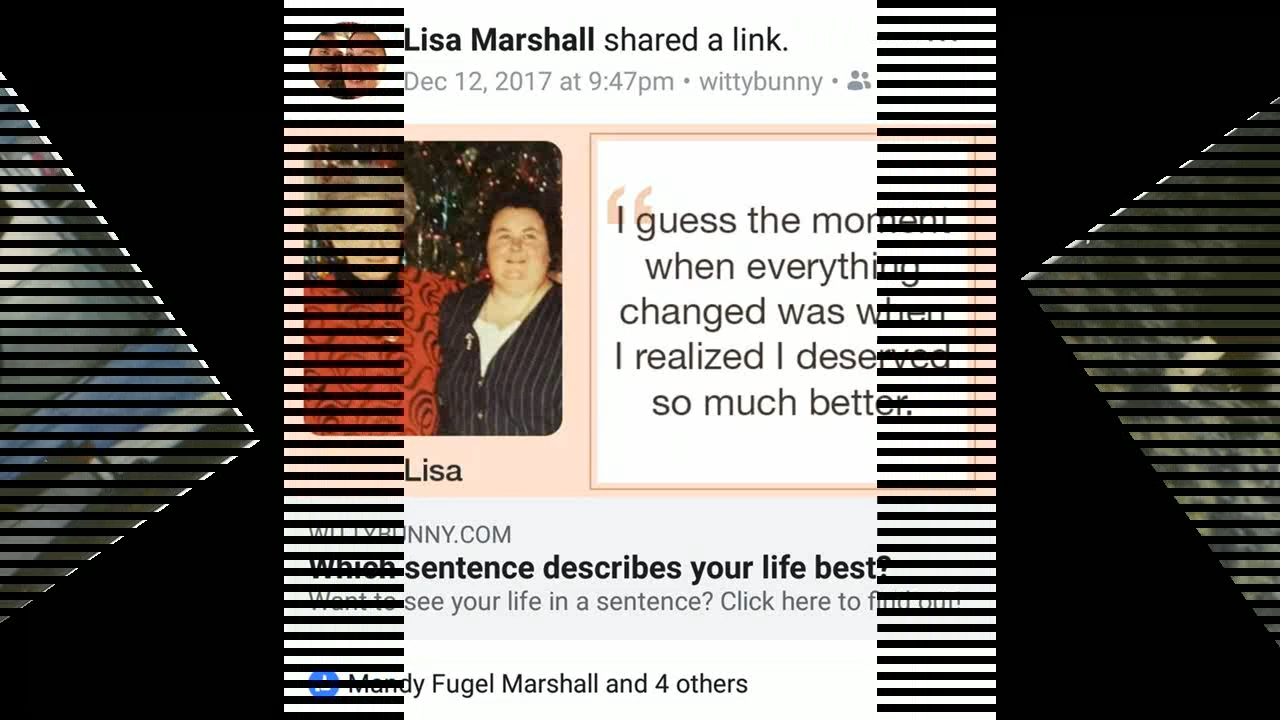 Lisa Marshall shared a link.
Dec 12, 2017 at 9:47pm • wittybunny •
“
I guess the moment
when everything
changed was when
I realized I deserved
so much better.
Lisa
WITTYBUNNY.COM
Which sentence describes your life best?
Want to see your life in a sentence? Click here to find out!
Mandy Fugel Marshall and 4 others